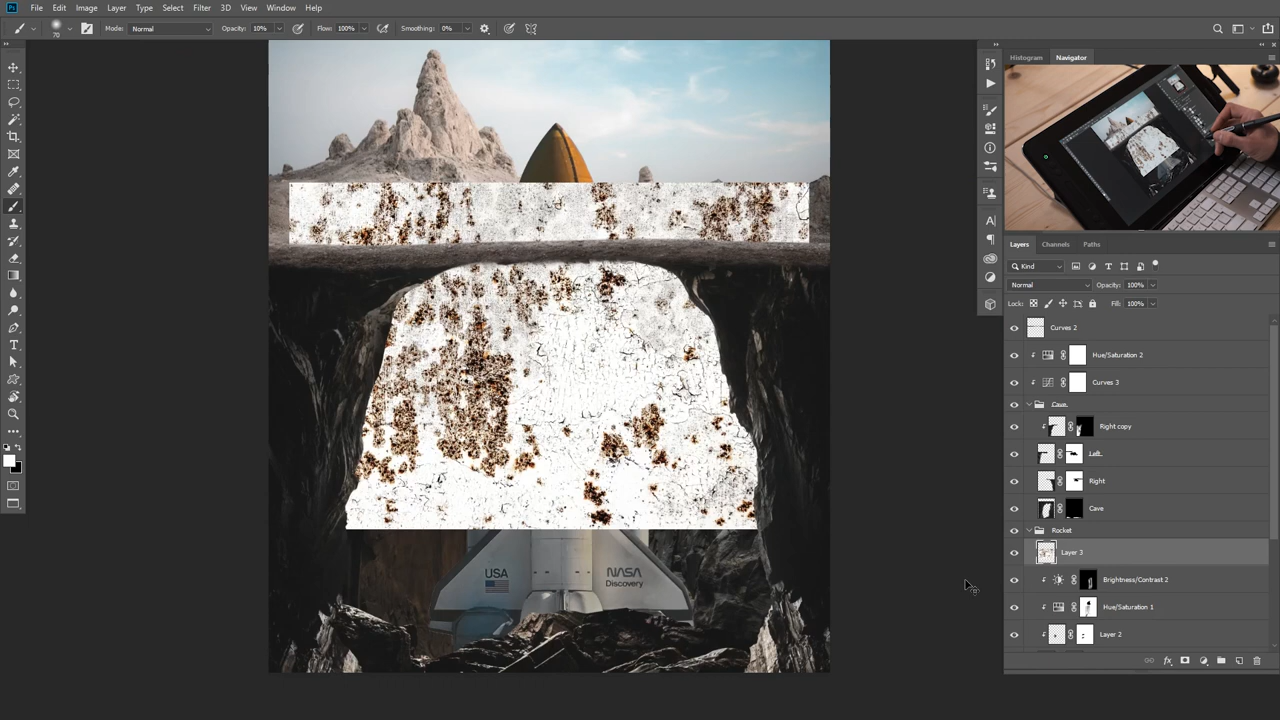 Ps File Edit Image Layer Type Select Filter 3D View Window Help
70 Mode: Normal Opacity: 10% Flow: 100% Smoothing: 0%
Histogram Navigator
Layers Channels Paths
Kind
Normal Opacity: 100%
Lock: Fill: 100%
Curves 2
Hue/Saturation 2
Curves 3
Cave
Right copy
Left
Right
Cave
Rocket
Layer 3
Brightness/Contrast 2
Hue/Saturation 1
Layer 2
USA
NASA
Discovery